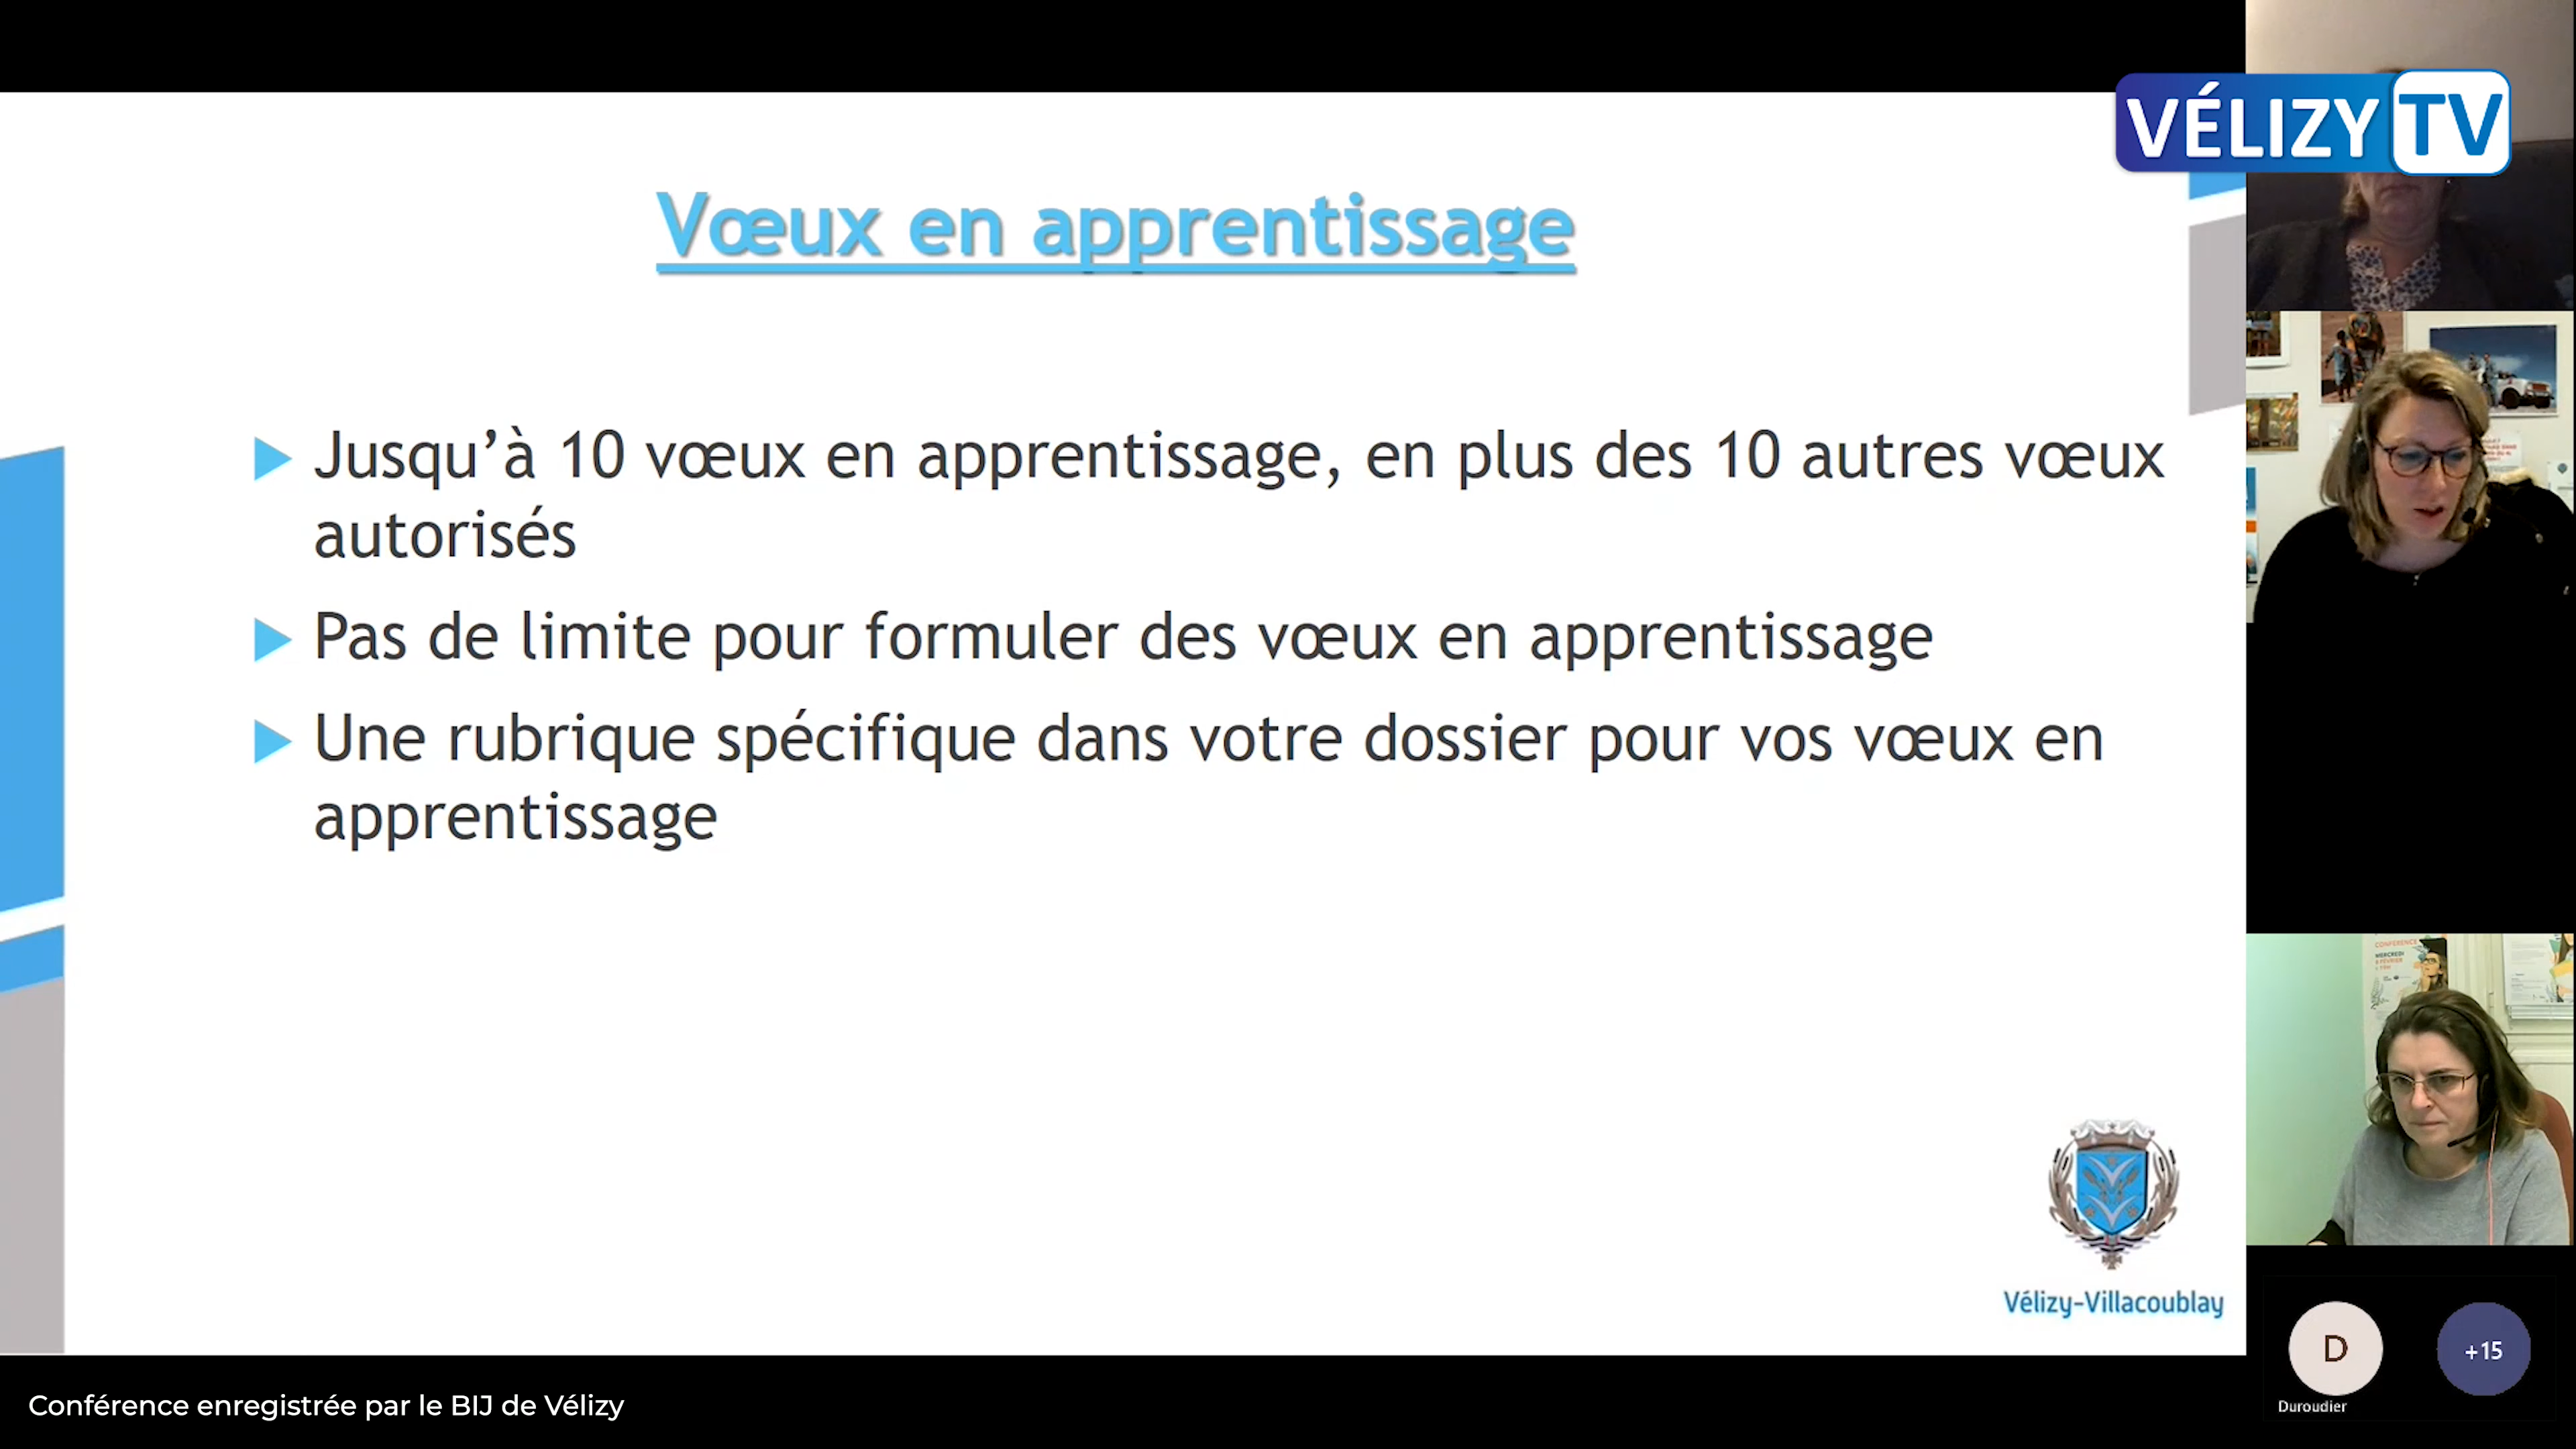 VÉLIZY TV
Vœux en apprentissage
Jusqu’à 10 vœux en apprentissage, en plus des 10 autres vœux
autorisés
Pas de limite pour formuler des vœux en apprentissage
Une rubrique spécifique dans votre dossier pour vos vœux en
apprentissage
CONFÉRENCE
MERCREDI
Vélizy-Villacoublay
D
+15
Duroudier
Conférence enregistrée par le BIJ de Vélizy